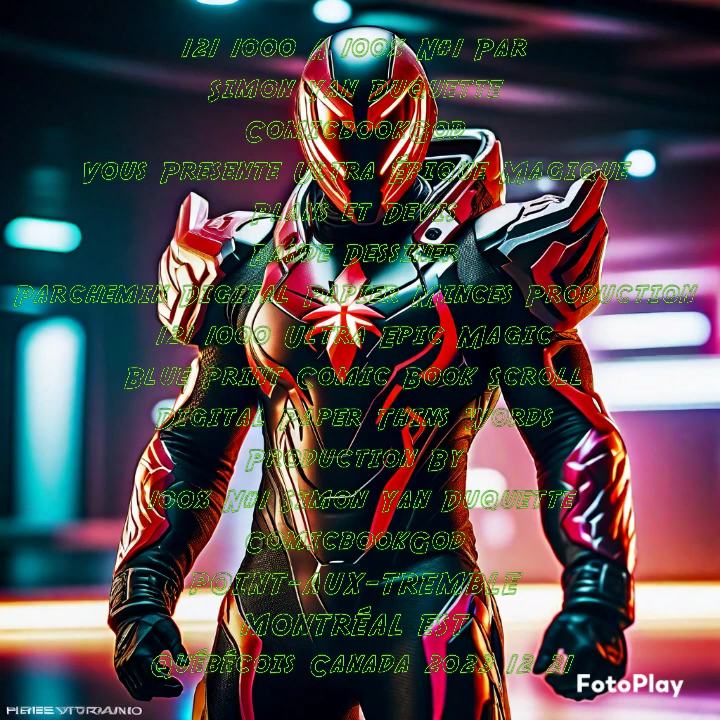 121 1000 A 100X N#1 PAR
SIMON YAN DUQUETTE
COMICBOOKGOD
VOUS PRESENTE ULTRA ÉPIQUE MAGIQUE
PLANS ET DEVIS
BANDE DESSINER
PARCHEMIN DIGITAL PAPIER MINCES PRODUCTION
121 1000 ULTRA EPIC MAGIC
BLUE PRINT COMIC BOOK SCROLL
DIGITAL PAPER THINS WORDS
PRODUCTION BY
100X N#1 SIMON YAN DUQUETTE
COMICBOOKGOD
POINT-AUX-TREMBLE
MONTRÉAL EST
QUÉBÉCOIS CANADA 2023 12 21
FotoPlay